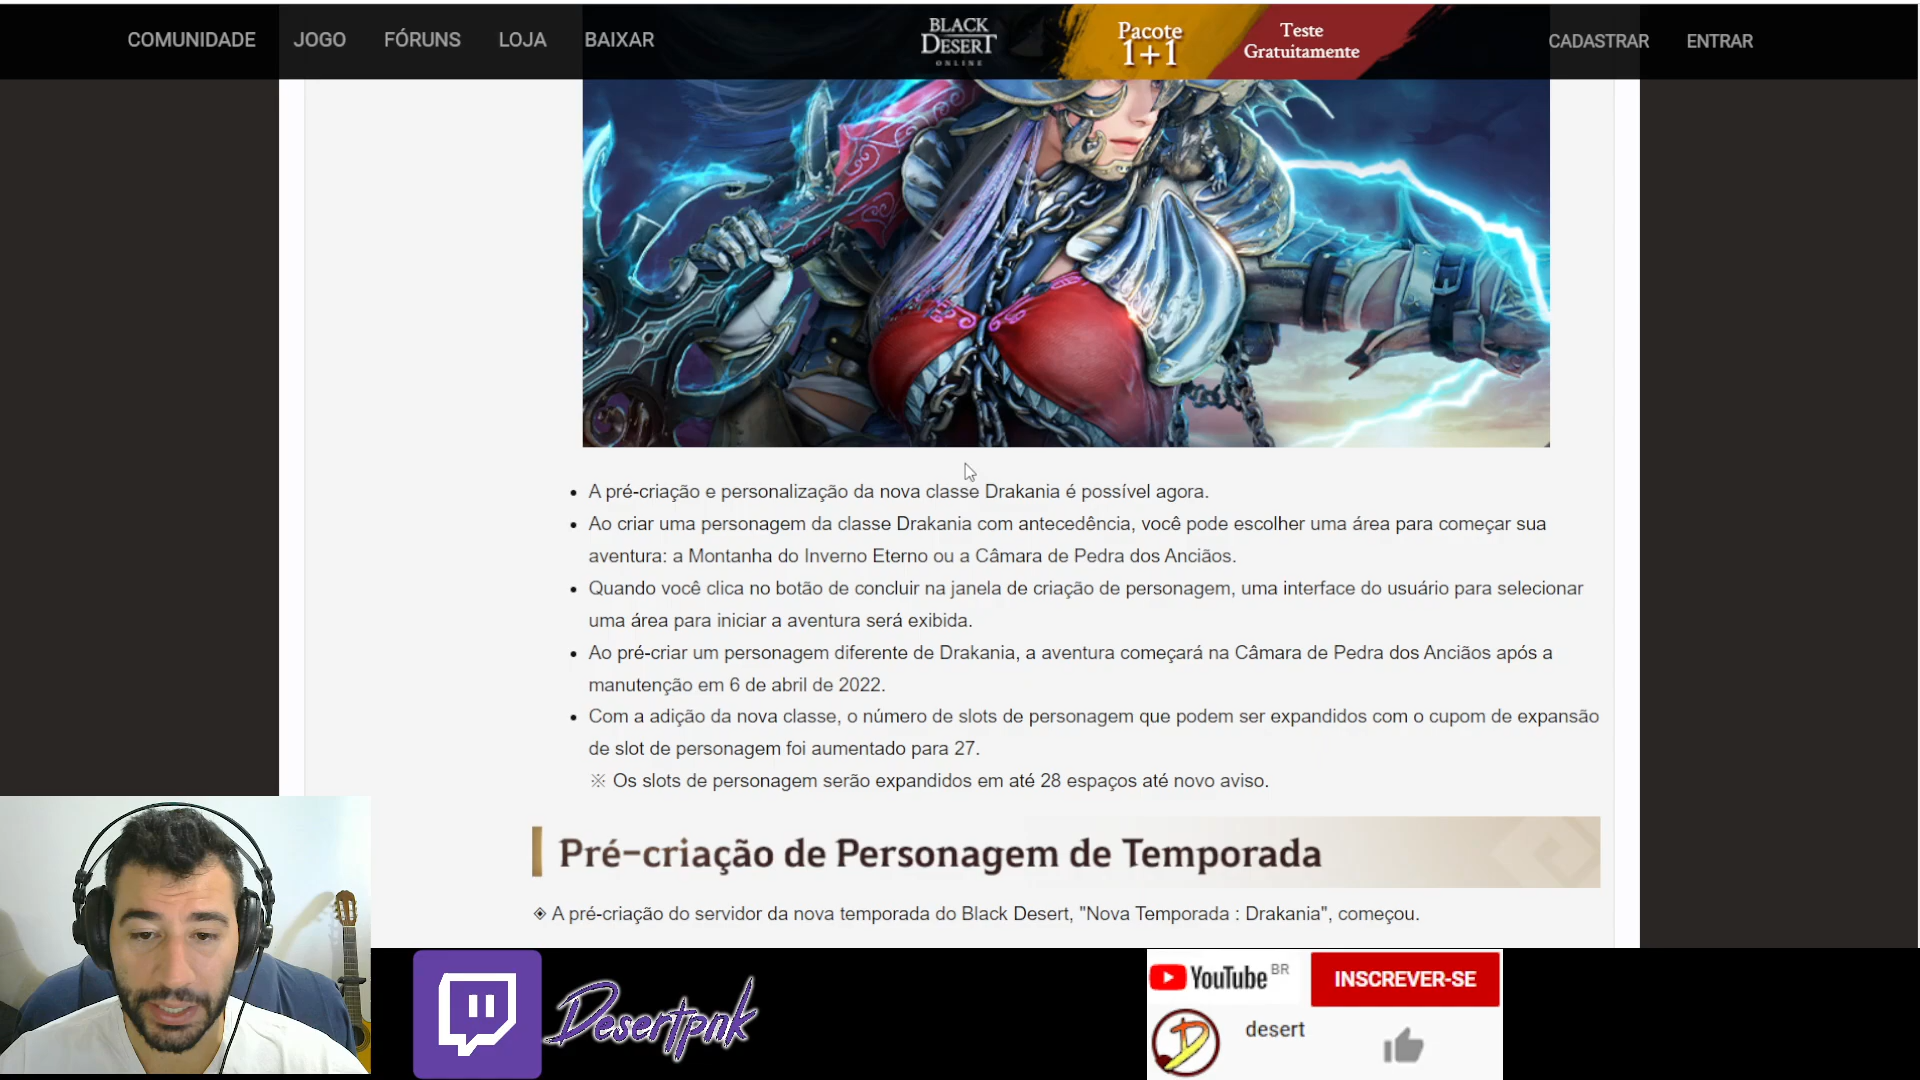 COMUNIDADE JOGO FÓRUNS LOJA BAIXAR
BLACK
DESERT
ONLINE
Pacote
1+1
Teste
Gratuitamente
CADASTRAR ENTRAR
• A pré-criação e personalização da nova classe Drakania é possível agora.
• Ao criar uma personagem da classe Drakania com antecedência, você pode escolher uma área para começar sua
aventura: a Montanha do Inverno Eterno ou a Câmara de Pedra dos Anciãos.
• Quando você clica no botão de concluir na janela de criação de personagem, uma interface do usuário para selecionar
uma área para iniciar a aventura será exibida.
• Ao pré-criar um personagem diferente de Drakania, a aventura começará na Câmara de Pedra dos Anciãos após a
manutenção em 6 de abril de 2022.
• Com a adição da nova classe, o número de slots de personagem que podem ser expandidos com o cupom de expansão
de slot de personagem foi aumentado para 27.
※ Os slots de personagem serão expandidos em até 28 espaços até novo aviso.
Pré-criação de Personagem de Temporada
◈ A pré-criação do servidor da nova temporada do Black Desert, "Nova Temporada : Drakania", começou.
Desertpnk
YouTube BR
INSCREVER-SE
D
desert